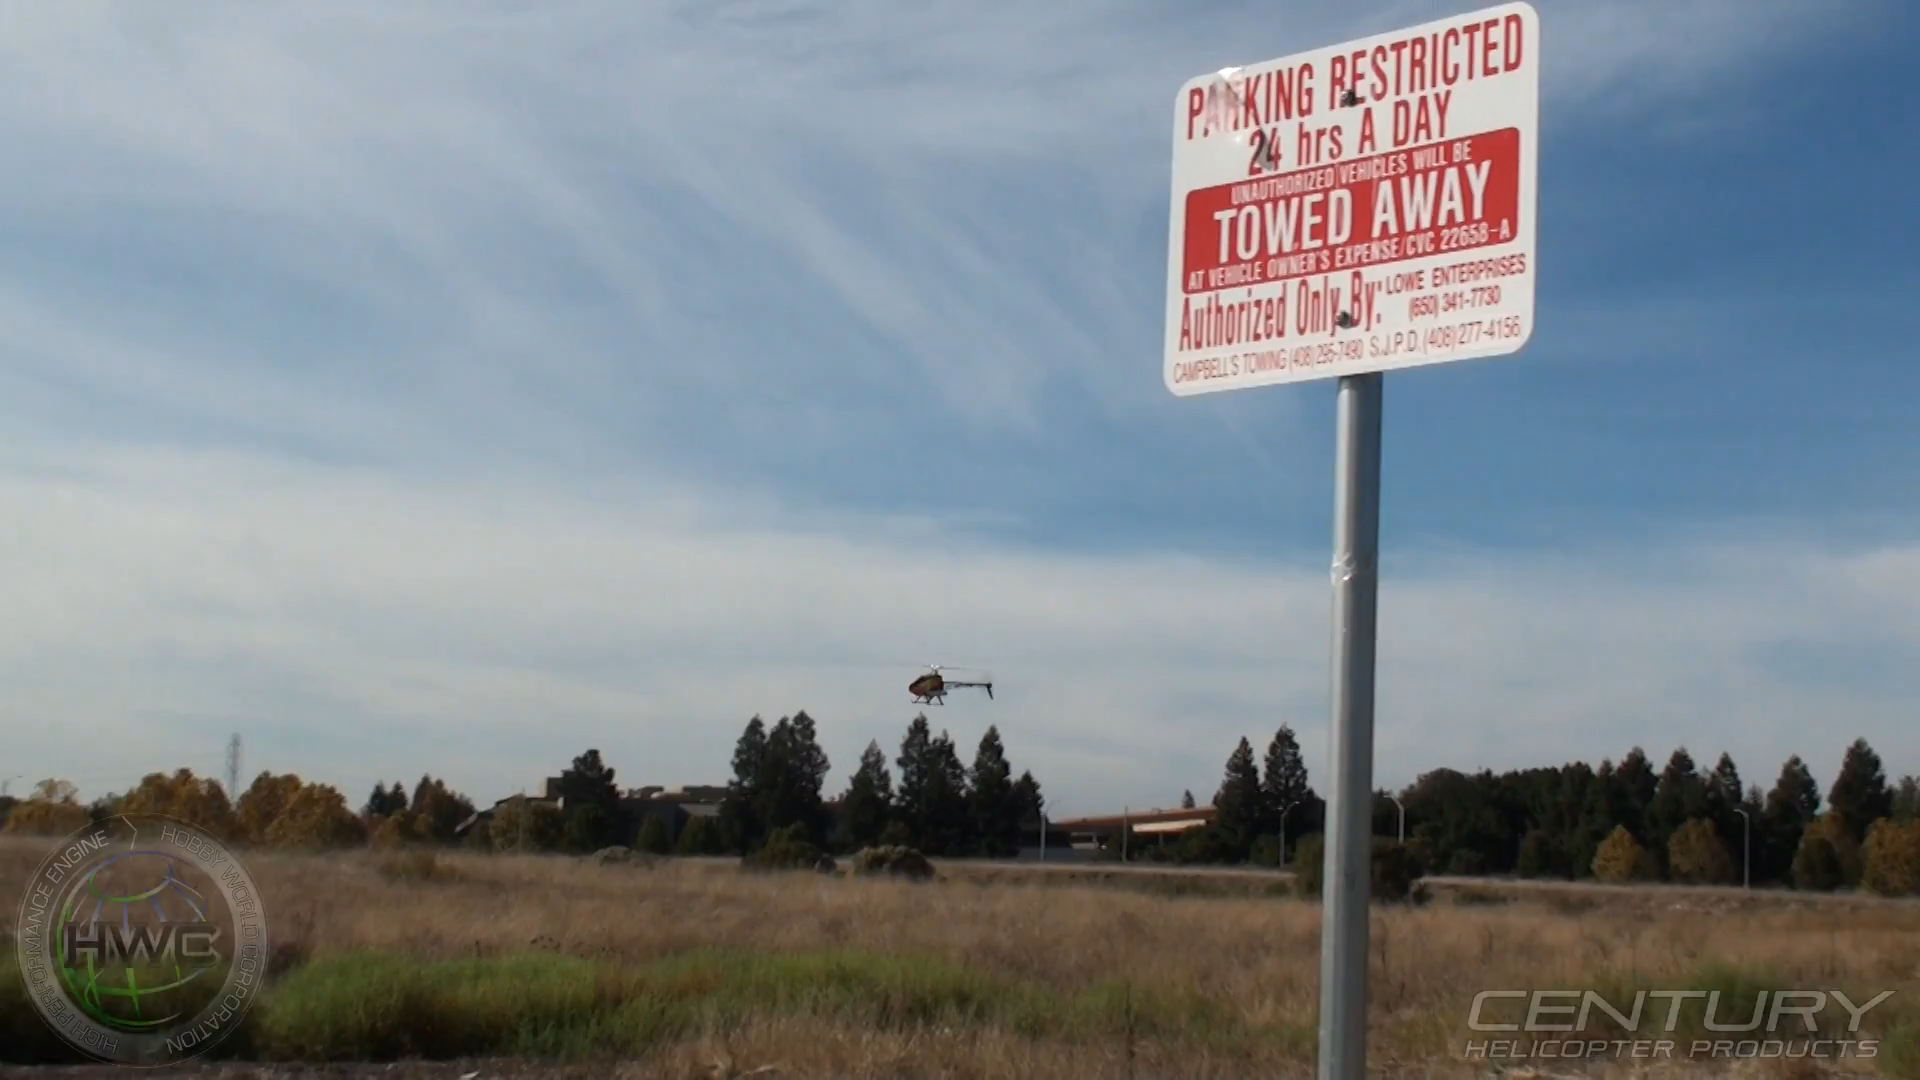 PARKING RESTRICTED
24 hrs A DAY
UNAUTHORIZED VEHICLES WILL BE
TOWED AWAY
AT VEHICLE OWNER'S EXPENSE/CVC 22658-A
Authorized Only By: LOWE ENTERPRISES
(650) 341-7730
CAMPBELL'S TOWING (408) 295-7490 S.J.P.D. (408) 277-4156
HIGH PERFORMANCE ENGINE
HOBBY WORLD CORPORATION
HWC
CENTURY
HELICOPTER PRODUCTS